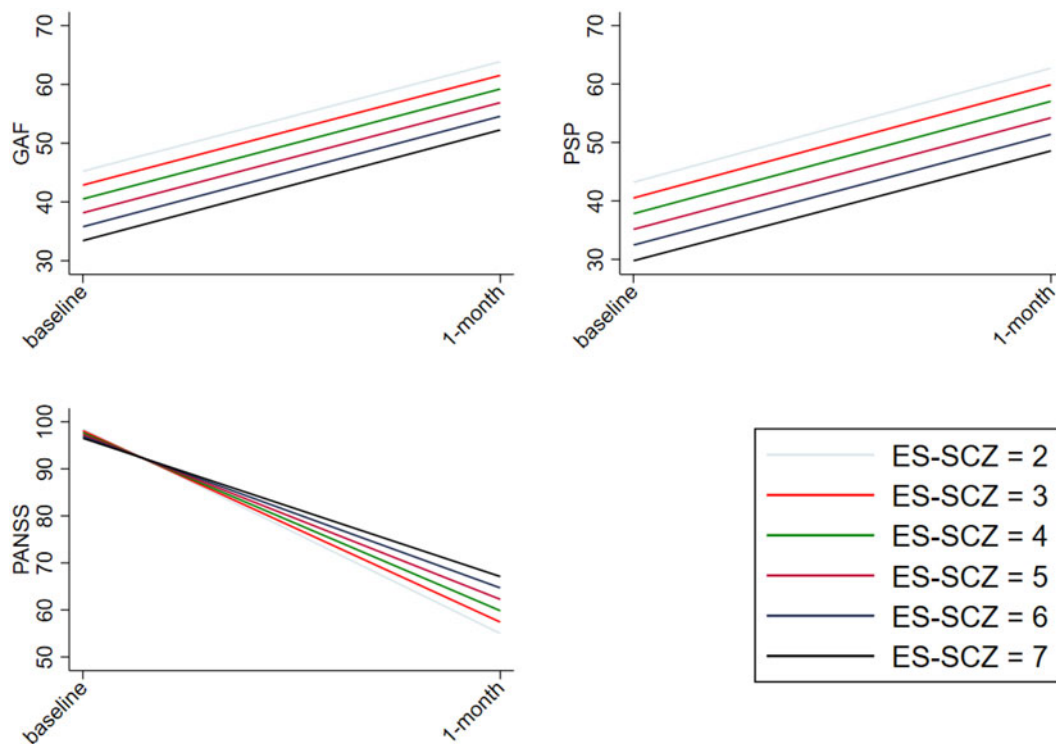 GAF
70
60
50
40
30
baseline
1-month
PSP
70
60
50
40
30
baseline
1-month
PANSS
100
90
80
70
60
50
baseline
1-month
ES-SCZ = 2
ES-SCZ = 3
ES-SCZ = 4
ES-SCZ = 5
ES-SCZ = 6
ES-SCZ = 7